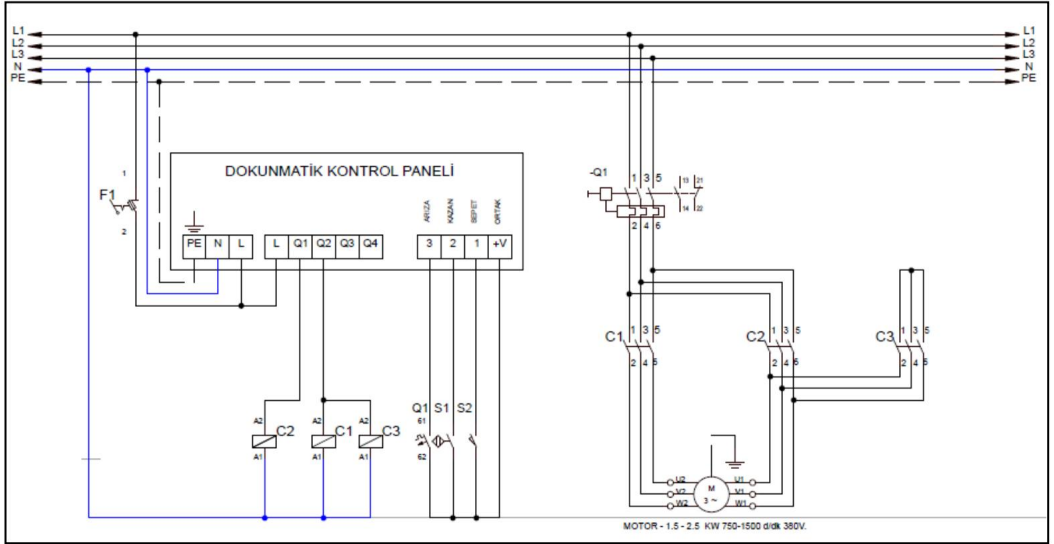 L1
L2
L3
N
PE
L1
L2
L3
N
PE
DOKUNMATİK KONTROL PANELİ
F1
1
2
ARIZA
KAZAN
SEPET
ORTAK
PE N L
L Q1 Q2 Q3 Q4
3 2 1 +V
-Q1
1 3 5
13 21
14 22
2 4 6
C1
1 3 5
2 4 6
C2
1 3 5
2 4 6
C3
1 3 5
2 4 6
A2
C2
A1
A2
C1
A1
A2
C3
A1
Q1 S1 S2
61
62
U2
V2
W2
M
3 ~
U1
V1
W1
MOTOR - 1.5 - 2.5 KW 750-1500 d/dk 380V.